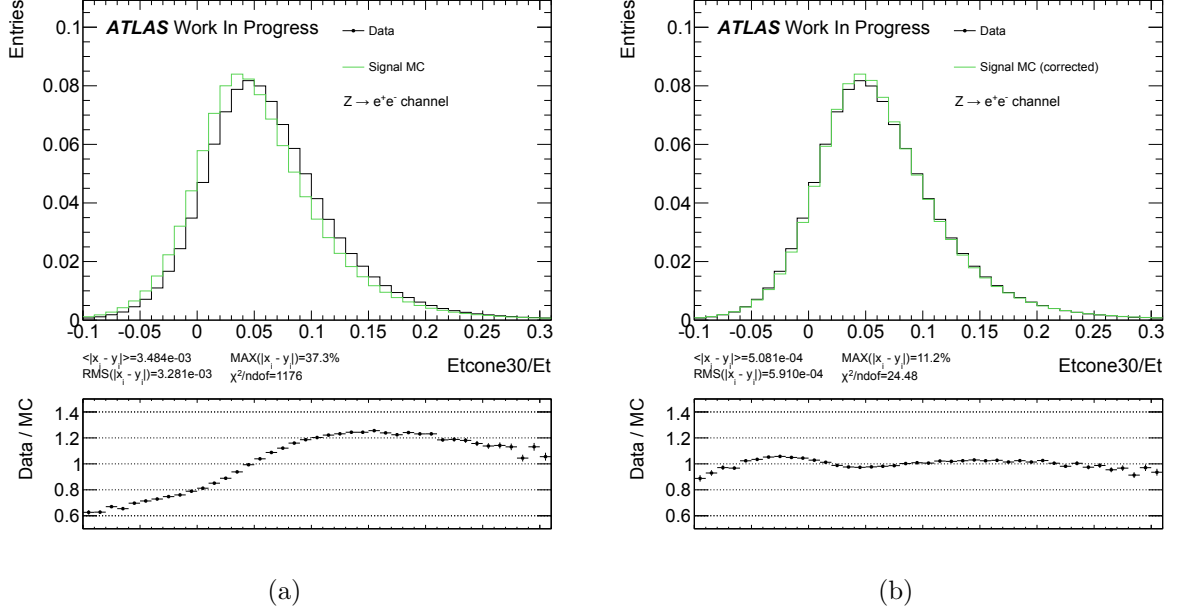 Entries
0.1
0.08
0.06
0.04
0.02
0
ATLAS Work In Progress
Data
Signal MC
Z → e⁺e⁻ channel
-0.1 -0.05 0 0.05 0.1 0.15 0.2 0.25 0.3
Etcone30/Et
<|x_i - y_i|>=3.484e-03 MAX(|x_i - y_i|)=37.3%
RMS(|x_i - y_i|)=3.281e-03 χ²/ndof=1176
Data / MC
1.4
1.2
1
0.8
0.6
(a)
Entries
0.1
0.08
0.06
0.04
0.02
0
ATLAS Work In Progress
Data
Signal MC (corrected)
Z → e⁺e⁻ channel
-0.1 -0.05 0 0.05 0.1 0.15 0.2 0.25 0.3
Etcone30/Et
<|x_i - y_i|>=5.081e-04 MAX(|x_i - y_i|)=11.2%
RMS(|x_i - y_i|)=5.910e-04 χ²/ndof=24.48
Data / MC
1.4
1.2
1
0.8
0.6
(b)